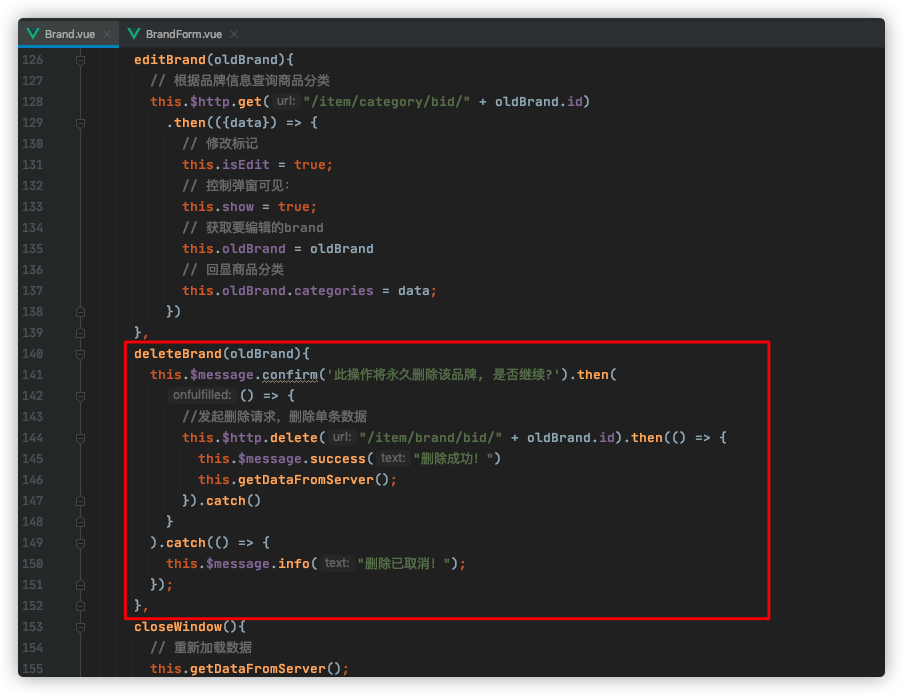 Brand.vue × BrandForm.vue ×
126 editBrand(oldBrand){
127 // 根据品牌信息查询商品分类
128 this.$http.get( url: "/item/category/bid/" + oldBrand.id)
129 .then(({data}) => {
130 // 修改标记
131 this.isEdit = true;
132 // 控制弹窗可见：
133 this.show = true;
134 // 获取要编辑的brand
135 this.oldBrand = oldBrand
136 // 回显商品分类
137 this.oldBrand.categories = data;
138 })
139 },
140 deleteBrand(oldBrand){
141 this.$message.confirm('此操作将永久删除该品牌, 是否继续?').then(
142 onfulfilled: () => {
143 //发起删除请求，删除单条数据
144 this.$http.delete( url: "/item/brand/bid/" + oldBrand.id).then(() => {
145 this.$message.success( text: "删除成功！")
146 this.getDataFromServer();
147 }).catch()
148 }
149 ).catch(() => {
150 this.$message.info( text: "删除已取消！");
151 });
152 },
153 closeWindow(){
154 // 重新加载数据
155 this.getDataFromServer();